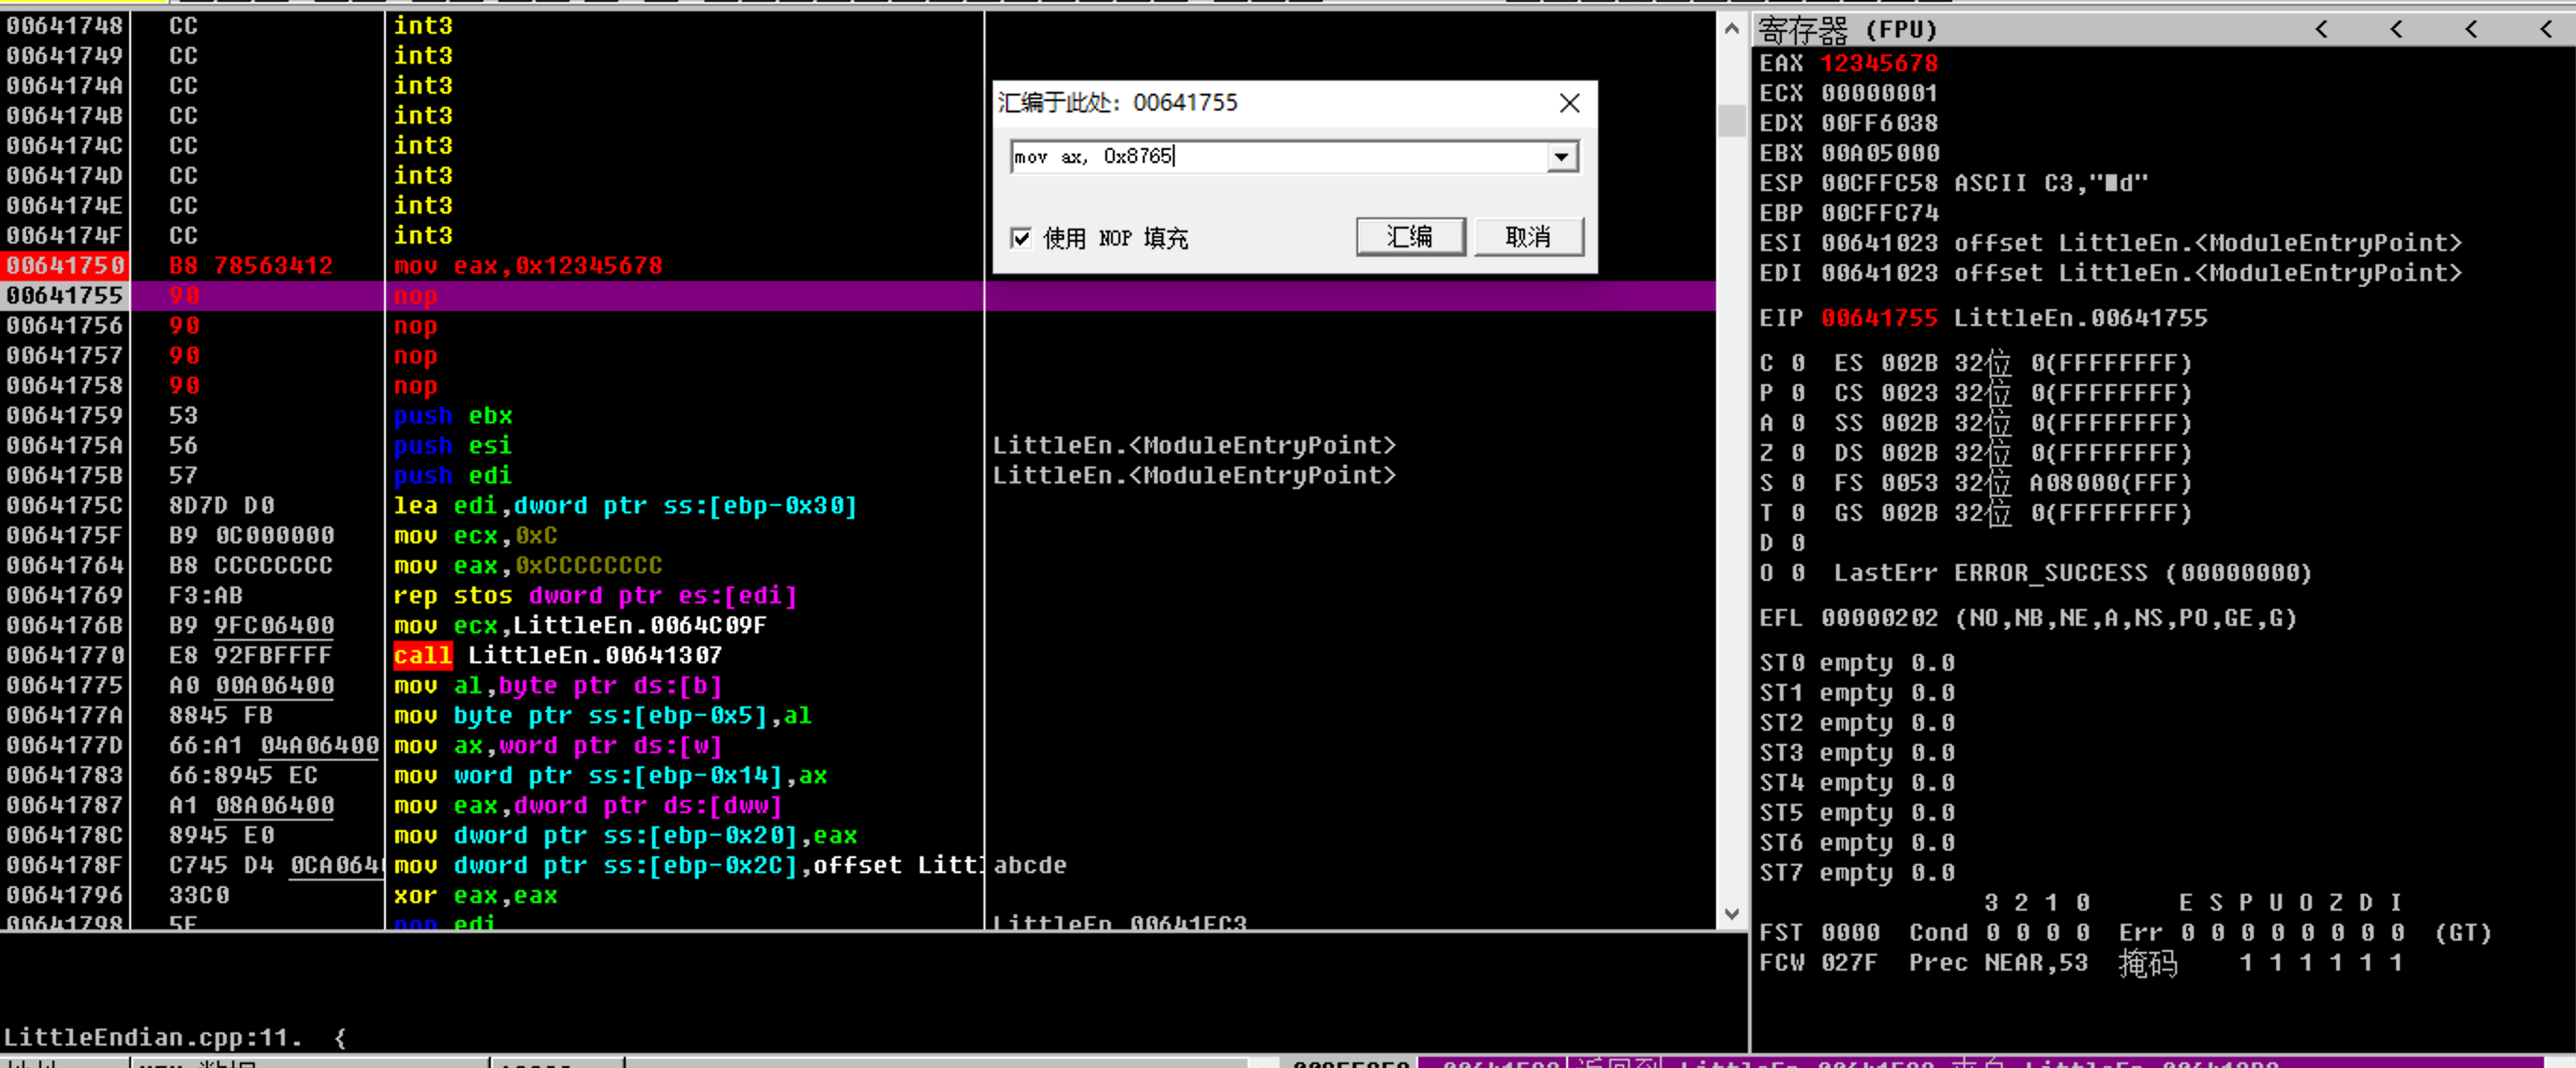 00641748 CC int3
00641749 CC int3
0064174A CC int3
0064174B CC int3
0064174C CC int3
0064174D CC int3
0064174E CC int3
0064174F CC int3
00641750 B8 78563412 mov eax,0x12345678
00641755 90 nop
00641756 90 nop
00641757 90 nop
00641758 90 nop
00641759 53 push ebx
0064175A 56 push esi LittleEn.<ModuleEntryPoint>
0064175B 57 push edi LittleEn.<ModuleEntryPoint>
0064175C 8D7D D0 lea edi,dword ptr ss:[ebp-0x30]
0064175F B9 0C000000 mov ecx,0xC
00641764 B8 CCCCCCCC mov eax,0xCCCCCCCC
00641769 F3:AB rep stos dword ptr es:[edi]
0064176B B9 9FC06400 mov ecx,LittleEn.0064C09F
00641770 E8 92FBFFFF call LittleEn.00641307
00641775 A0 00A06400 mov al,byte ptr ds:[b]
0064177A 8845 FB mov byte ptr ss:[ebp-0x5],al
0064177D 66:A1 04A06400 mov ax,word ptr ds:[w]
00641783 66:8945 EC mov word ptr ss:[ebp-0x14],ax
00641787 A1 08A06400 mov eax,dword ptr ds:[dww]
0064178C 8945 E0 mov dword ptr ss:[ebp-0x20],eax
0064178F C745 D4 0CA064 mov dword ptr ss:[ebp-0x2C],offset Littl abcde
00641796 33C0 xor eax,eax
00641798 5F pop edi LittleEn.00641EC3
汇编于此处: 00641755
mov ax, 0x8765
使用 NOP 填充 汇编 取消
寄存器 (FPU) < < < <
EAX 12345678
ECX 00000001
EDX 00FF6038
EBX 00A05000
ESP 00CFFC58 ASCII C3,"■d"
EBP 00CFFC74
ESI 00641023 offset LittleEn.<ModuleEntryPoint>
EDI 00641023 offset LittleEn.<ModuleEntryPoint>
EIP 00641755 LittleEn.00641755
C 0 ES 002B 32位 0(FFFFFFFF)
P 0 CS 0023 32位 0(FFFFFFFF)
A 0 SS 002B 32位 0(FFFFFFFF)
Z 0 DS 002B 32位 0(FFFFFFFF)
S 0 FS 0053 32位 A08000(FFF)
T 0 GS 002B 32位 0(FFFFFFFF)
D 0
O 0 LastErr ERROR_SUCCESS (00000000)
EFL 00000202 (NO,NB,NE,A,NS,PO,GE,G)
ST0 empty 0.0
ST1 empty 0.0
ST2 empty 0.0
ST3 empty 0.0
ST4 empty 0.0
ST5 empty 0.0
ST6 empty 0.0
ST7 empty 0.0
3 2 1 0 E S P U O Z D I
FST 0000 Cond 0 0 0 0 Err 0 0 0 0 0 0 0 0 (GT)
FCW 027F Prec NEAR,53 掩码 1 1 1 1 1 1
LittleEndian.cpp:11. {